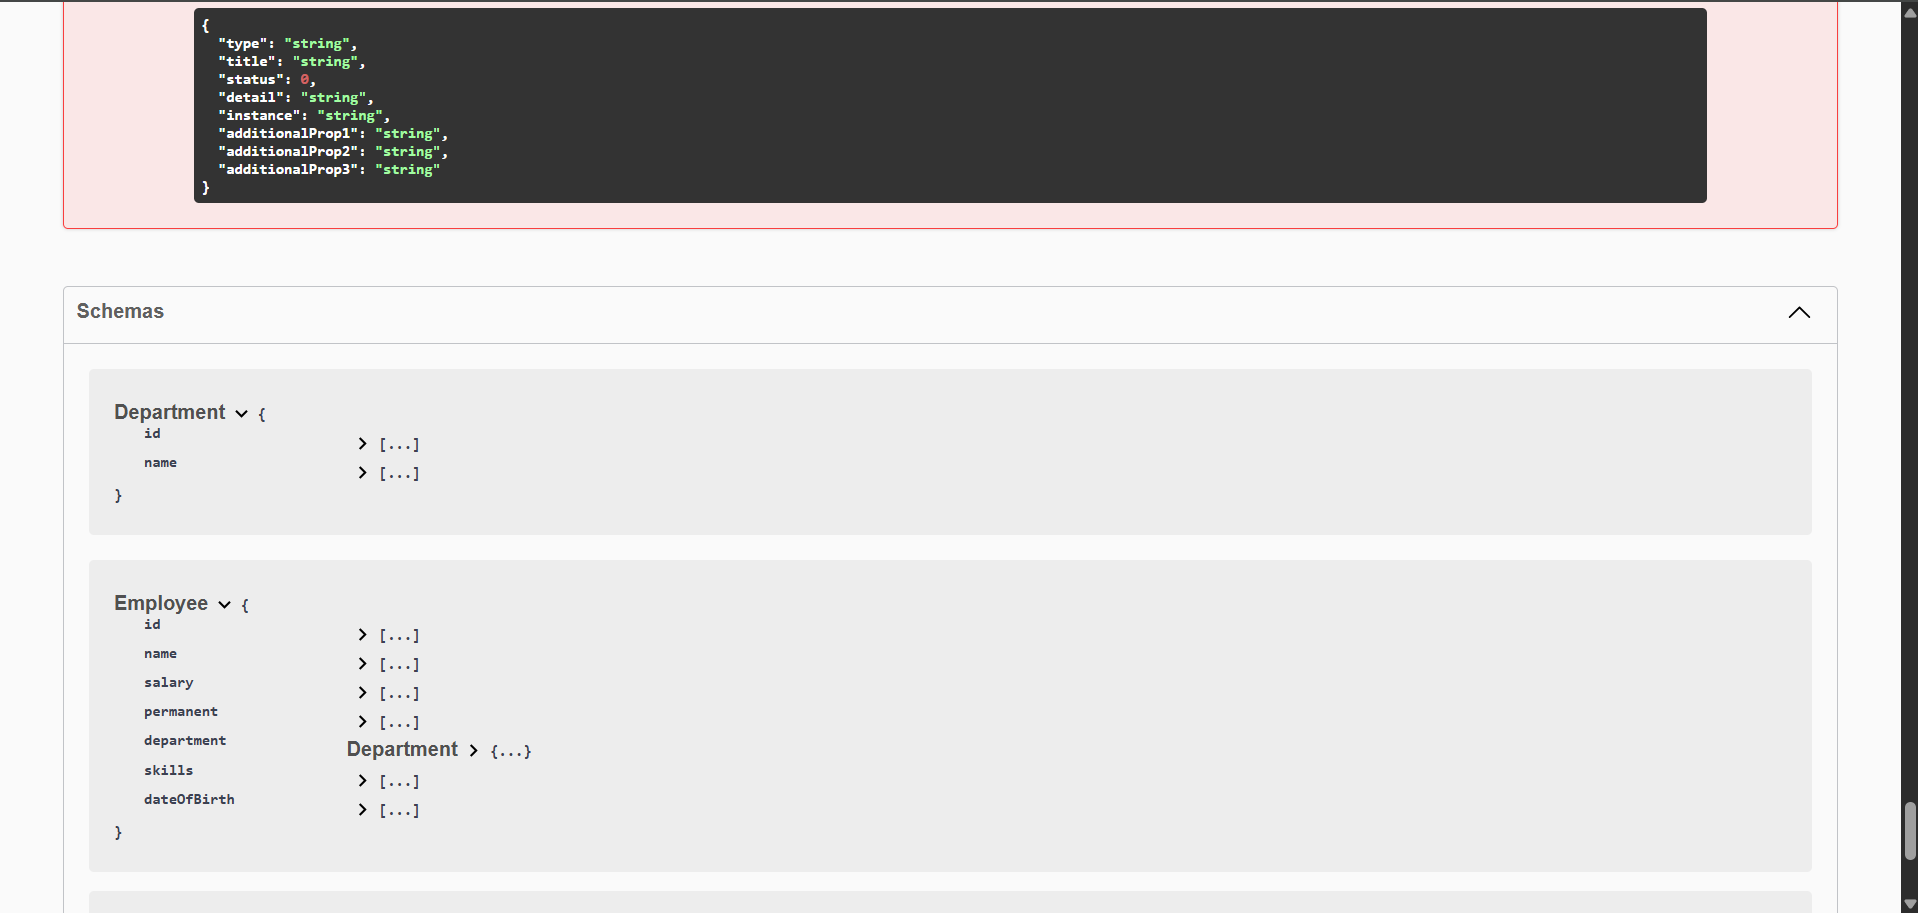 {
"type": "string",
"title": "string",
"status": 0,
"detail": "string",
"instance": "string",
"additionalProp1": "string",
"additionalProp2": "string",
"additionalProp3": "string"
}
Schemas
Department {
id [...]
name [...]
}
Employee {
id [...]
name [...]
salary [...]
permanent [...]
department Department {...}
skills [...]
dateOfBirth [...]
}